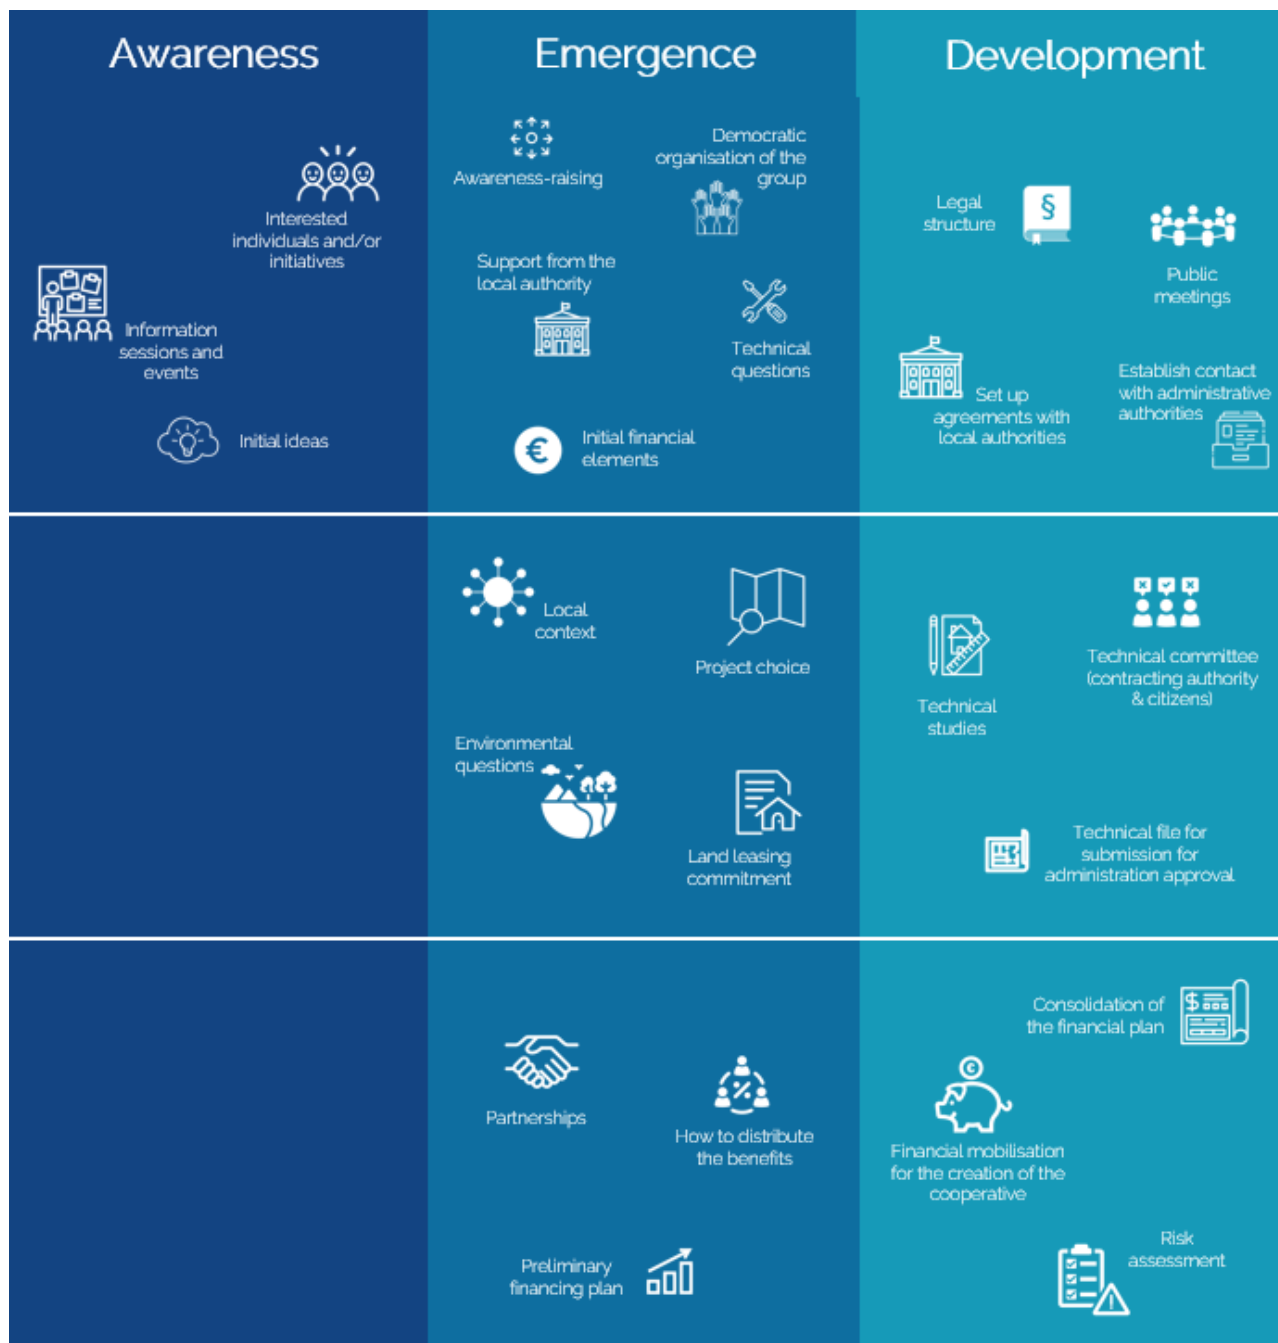 Awareness
Emergence
Development
Interested
individuals and/or
initiatives
Information
sessions and
events
Initial ideas
Awareness-raising
Democratic
organisation of the
group
Support from the
local authority
Technical
questions
€
Initial financial
elements
Legal
structure
§
Public
meetings
Set up
agreements with
local authorities
Establish contact
with administrative
authorities
Local
context
Project choice
Environmental
questions
Land leasing
commitment
Technical
studies
Technical committee
(contracting authority
& citizens)
Technical file for
submission for
administration approval
Partnerships
%
How to distribute
the benefits
Preliminary
financing plan
Consolidation of
the financial plan
$
Financial mobilisation
for the creation of the
cooperative
Risk
assessment